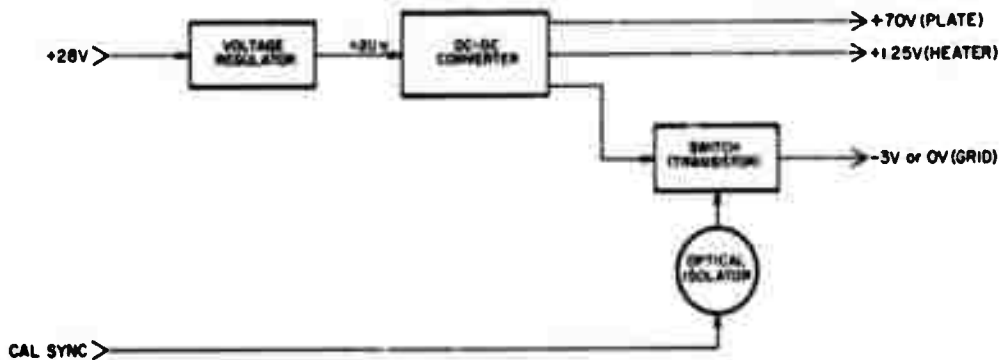 +70V (PLATE)
+28V
VOLTAGE
REGULATOR
DC-DC
CONVERTER
+1.25V (HEATER)
SWITCH
(TRANSISTOR)
-3V or 0V (GRID)
OPTICAL
ISOLATOR
CAL SYNC